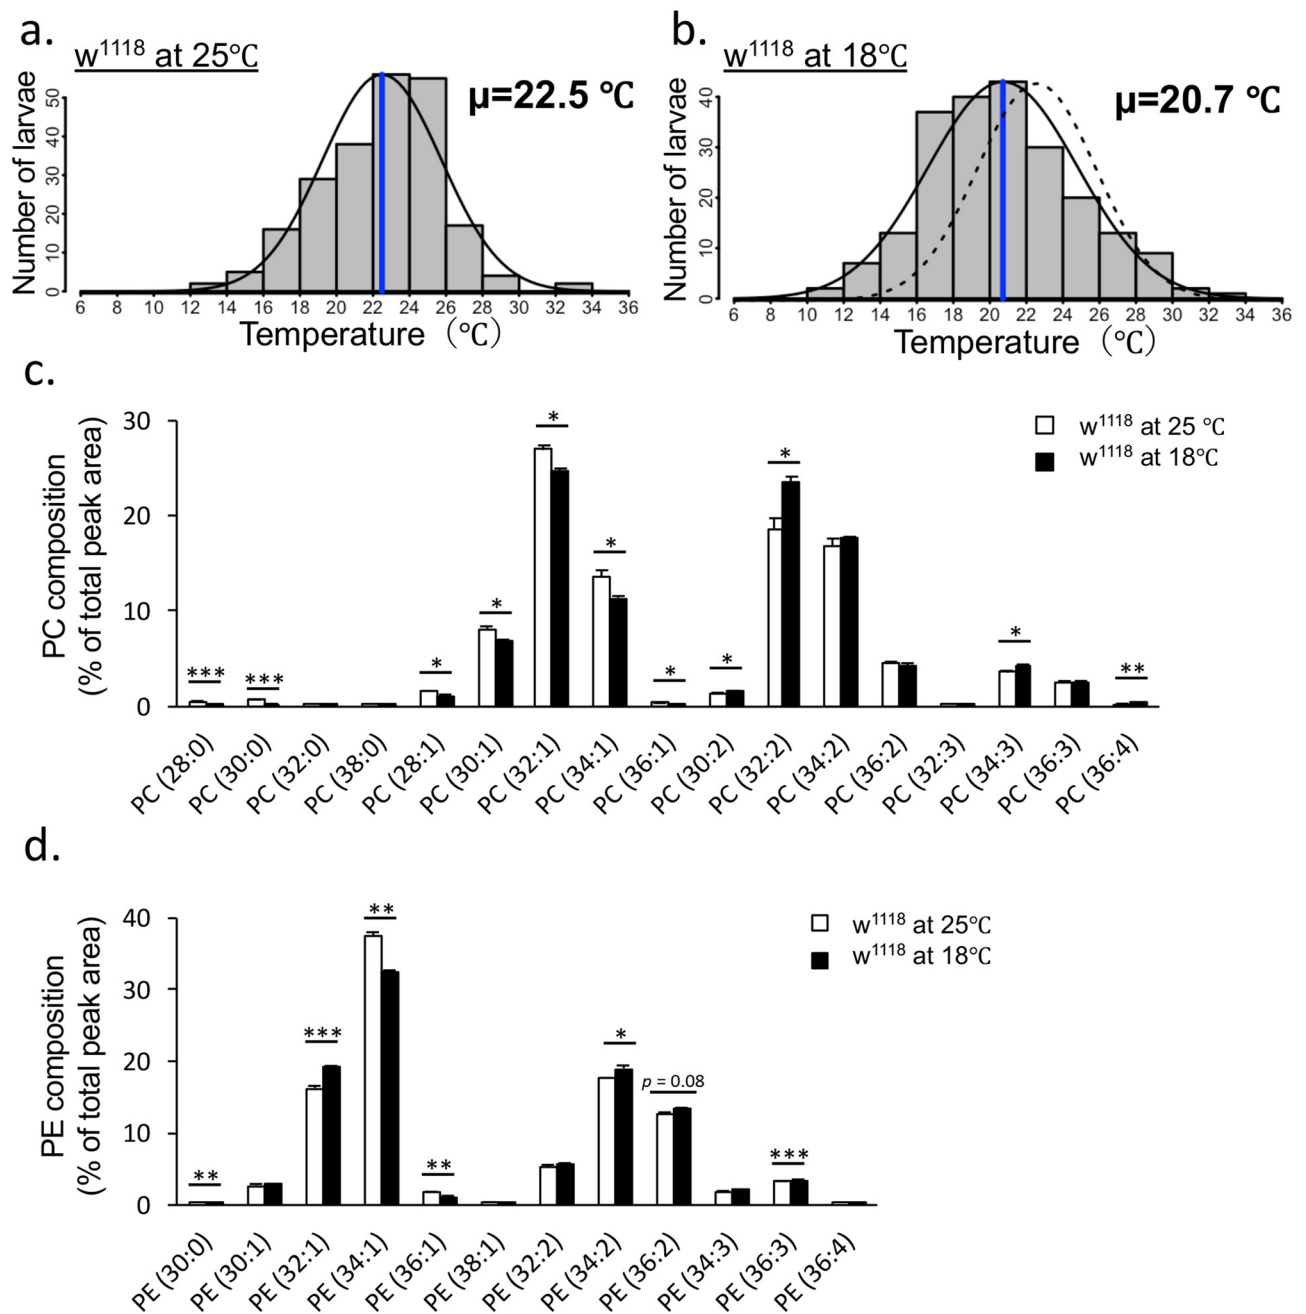 a.
w¹¹¹⁸ at 25℃
μ=22.5 ℃
Number of larvae
50
40
30
20
10
0
6 8 10 12 14 16 18 20 22 24 26 28 30 32 34 36
Temperature （℃）
b.
w¹¹¹⁸ at 18℃
μ=20.7 ℃
Number of larvae
40
30
20
10
0
6 8 10 12 14 16 18 20 22 24 26 28 30 32 34 36
Temperature （℃）
c.
PC composition
(% of total peak area)
30
20
10
0
w¹¹¹⁸ at 25 ℃
w¹¹¹⁸ at 18℃
*** *** * * * * * * * * **
PC (28:0)
PC (30:0)
PC (32:0)
PC (38:0)
PC (28:1)
PC (30:1)
PC (32:1)
PC (34:1)
PC (36:1)
PC (30:2)
PC (32:2)
PC (34:2)
PC (36:2)
PC (32:3)
PC (34:3)
PC (36:3)
PC (36:4)
d.
PE composition
(% of total peak area)
40
30
20
10
0
w¹¹¹⁸ at 25℃
w¹¹¹⁸ at 18℃
** *** ** ** * p = 0.08 ***
PE (30:0)
PE (30:1)
PE (32:1)
PE (34:1)
PE (36:1)
PE (38:1)
PE (32:2)
PE (34:2)
PE (36:2)
PE (34:3)
PE (36:3)
PE (36:4)